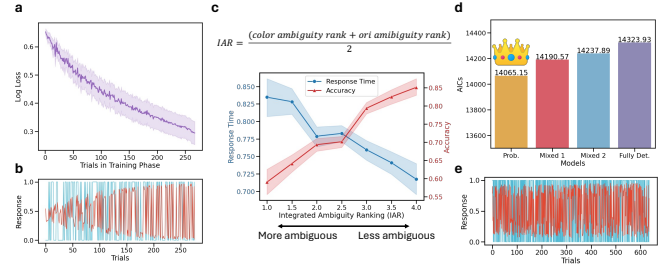 a
0.6
0.5
0.4
0.3
Log Loss
0 50 100 150 200 250
Trials in Training Phase
b
1.0
0.5
0.0
Response
0 50 100 150 200 250
Trials
c
IAR = (color ambiguity rank + ori amibiguity rank)
2
Response Time
Accuracy
0.850
0.825
0.800
0.775
0.750
0.725
0.700
Response Time
0.85
0.80
0.75
0.70
0.65
0.60
0.55
Accuracy
1.0 1.5 2.0 2.5 3.0 3.5 4.0
Integrated Ambiguity Ranking (IAR)
More ambiguous Less ambiguous
d
14400
14200
14000
13800
13600
AICs
14065.15
14190.57
14237.89
14323.93
Prob. Mixed 1 Mixed 2 Fully Det.
Models
e
1.0
0.5
0.0
Response
0 100 200 300 400 500 600
Trials